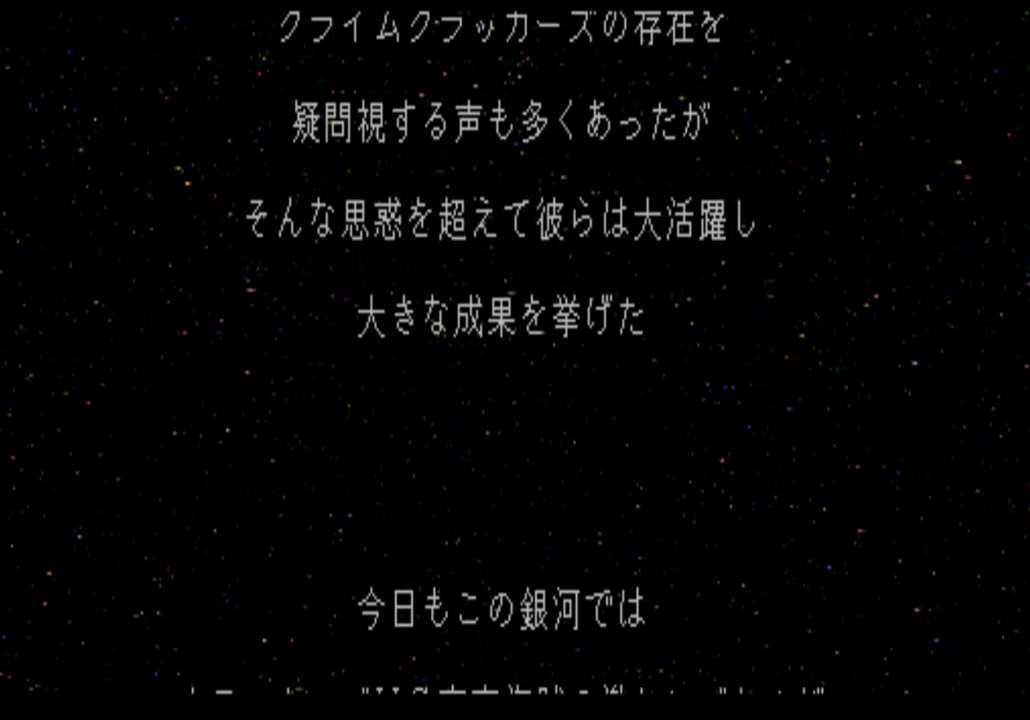 クライムクラッカーズの存在を
疑問視する声も多くあったが
そんな思惑を超えて彼らは大活躍し
大きな成果を挙げた
今日もこの銀河では